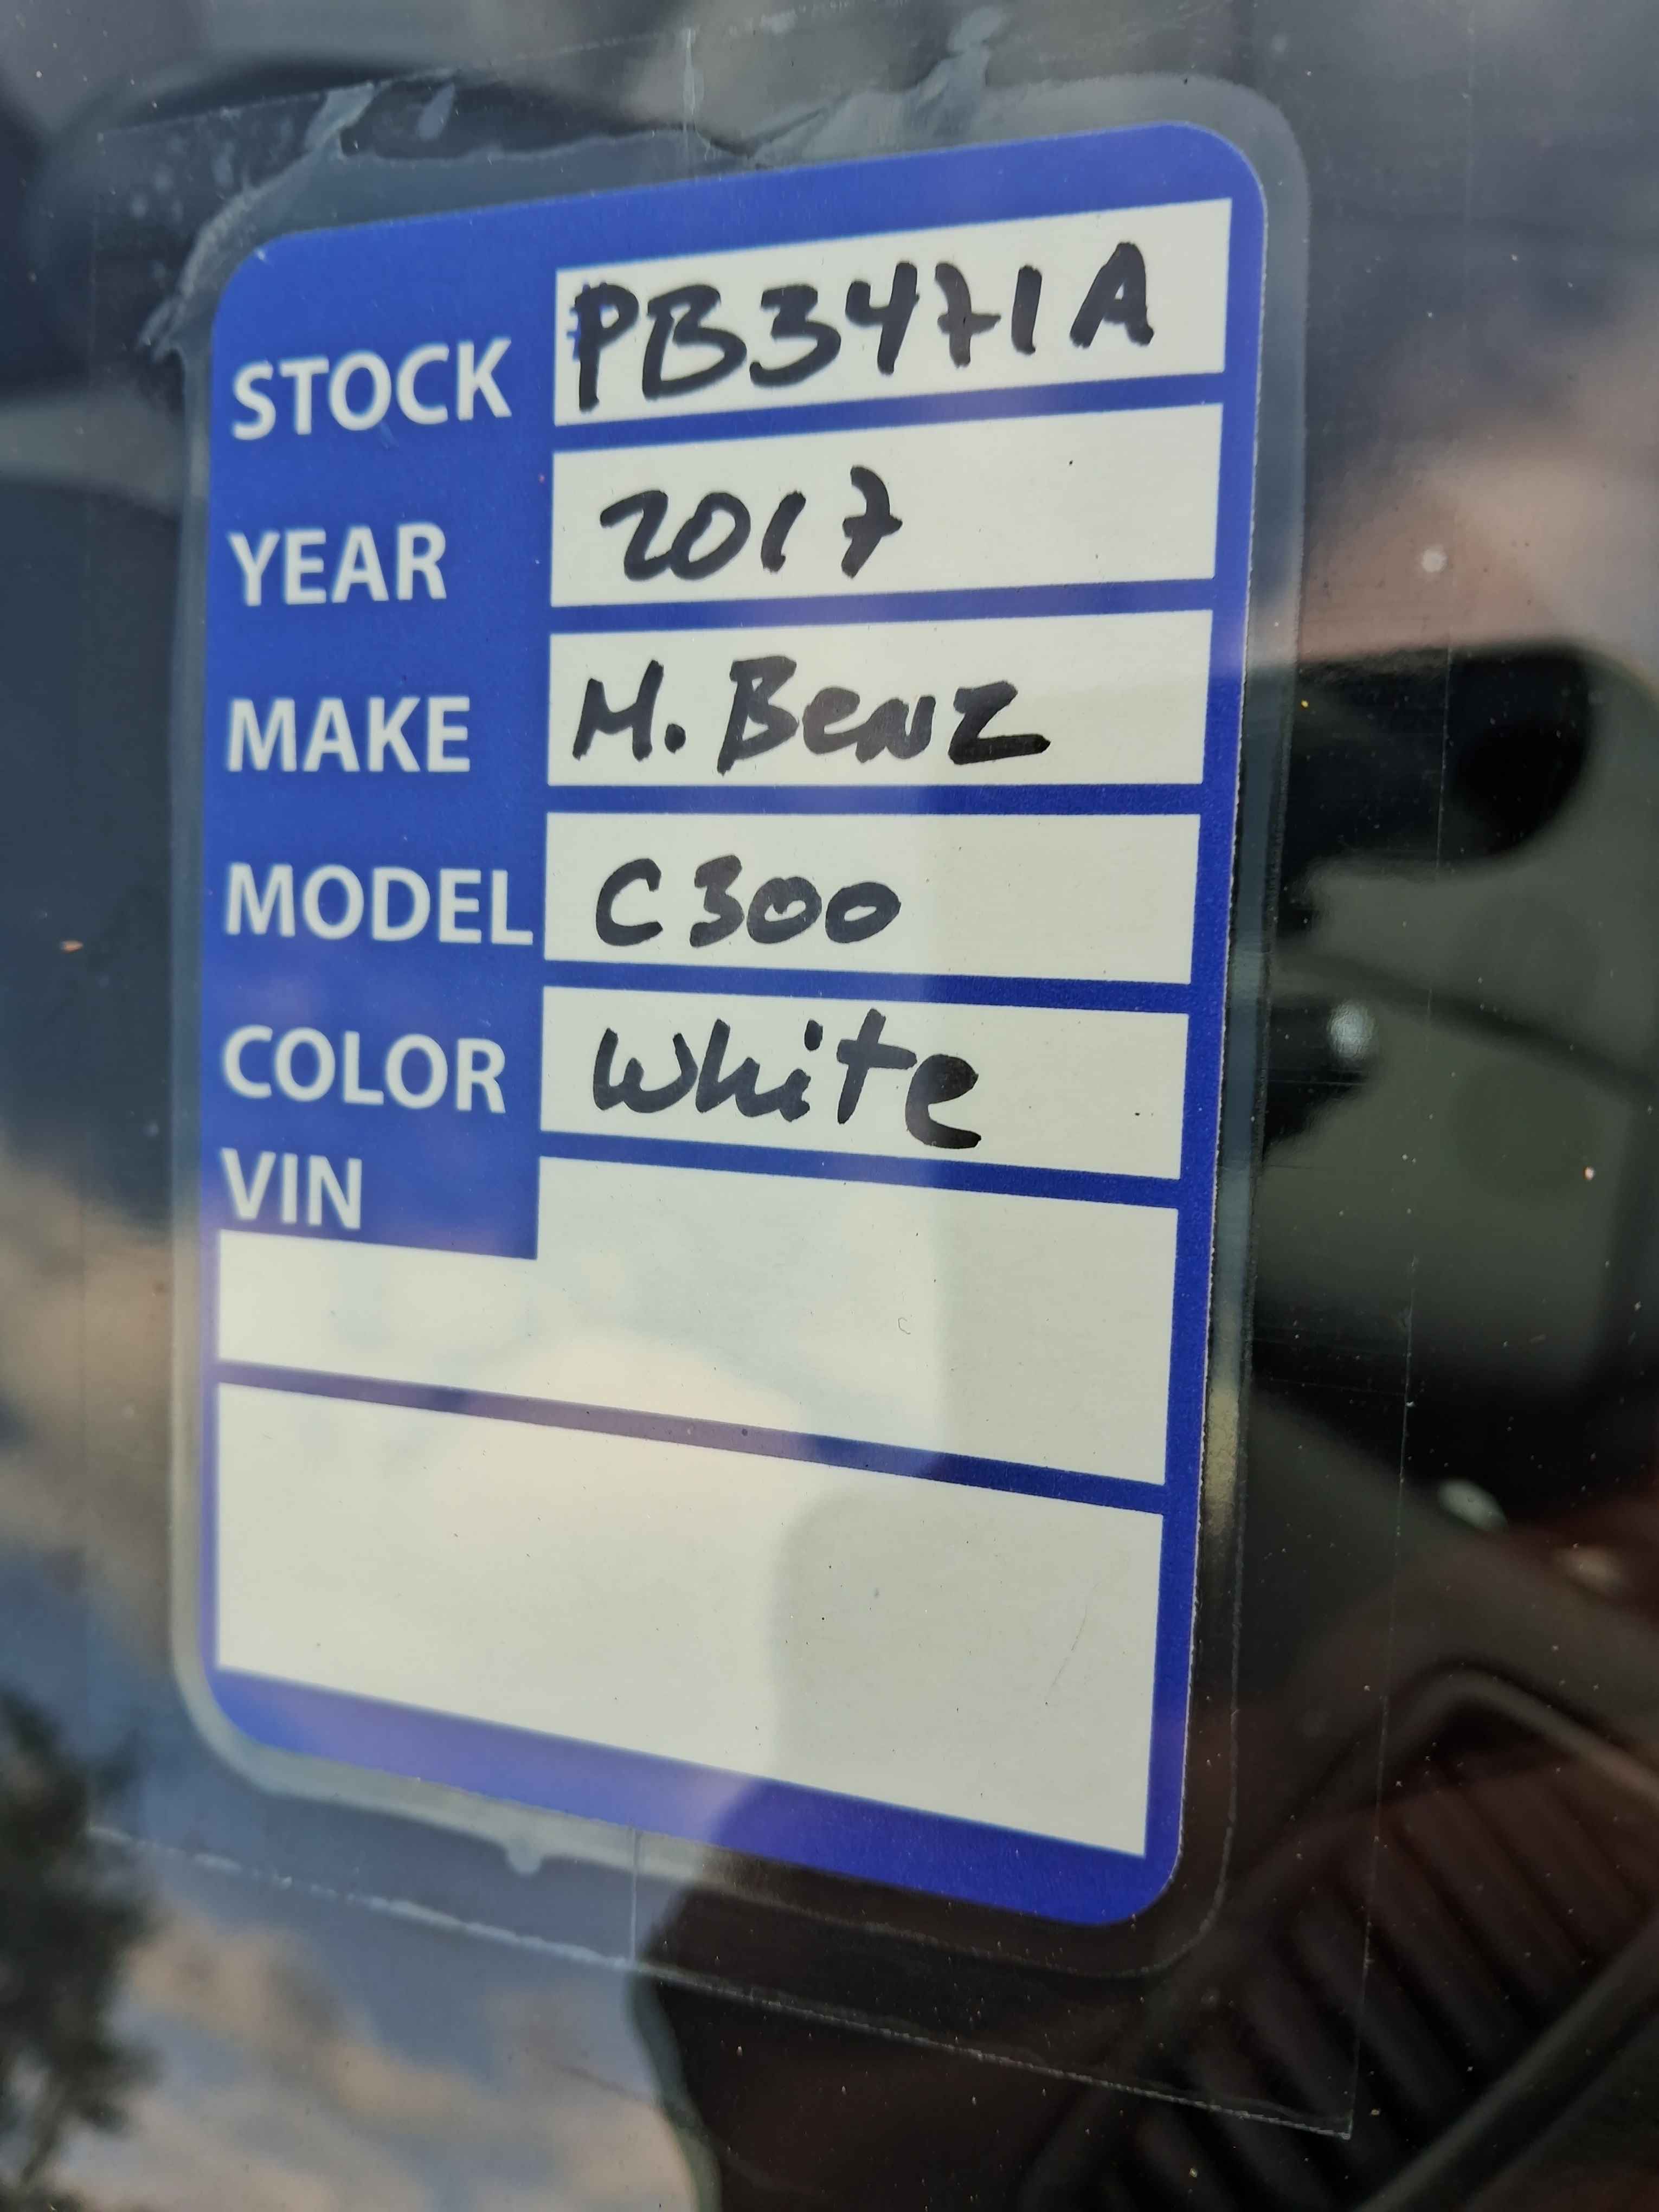 STOCK #PB3471A
YEAR 2017
MAKE M. Benz
MODEL C300
COLOR White
VIN